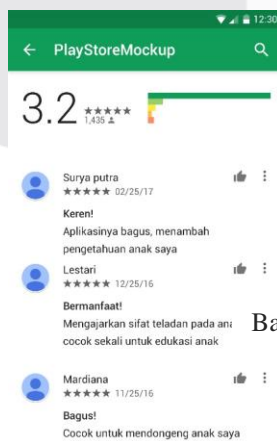 12:30
PlayStoreMockup
3.2
★★★★★
1,435
Surya putra
★★★★★ 02/25/17
Keren!
Aplikasinya bagus, menambah
pengetahuan anak saya
Lestari
★★★★★ 12/25/16
Bermanfaat!
Mengajarkan sifat teladan pada
cocok sekali untuk edukasi anak
Mardiana
★★★★★ 11/25/16
Bagus!
Cocok untuk mendongeng anak saya